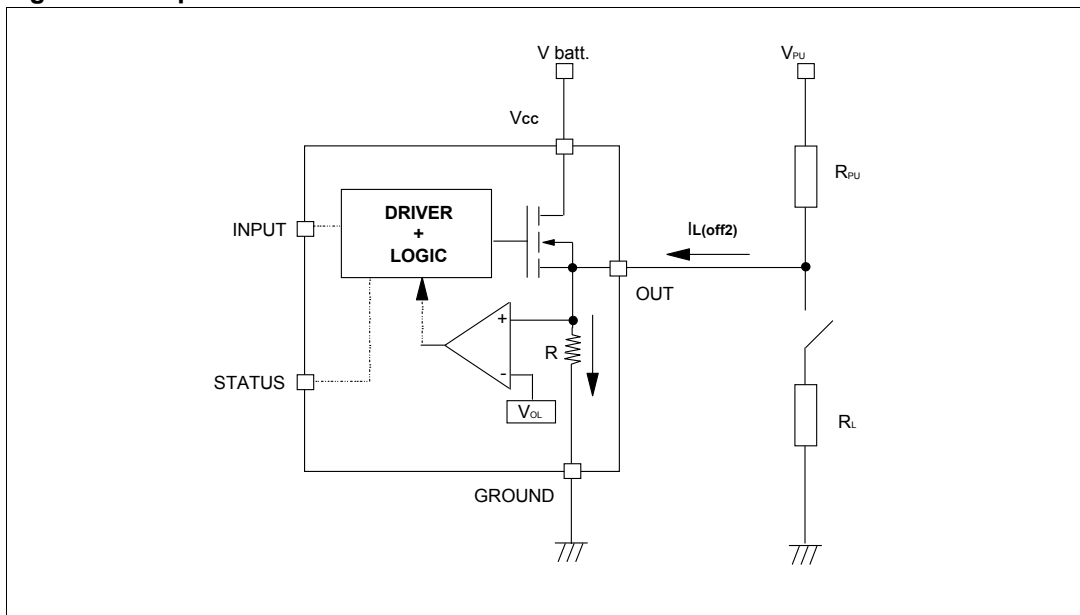 V batt.
VPU
Vcc
RPU
DRIVER
+
LOGIC
INPUT
IL(off2)
OUT
+
R
-
STATUS
VOL
RL
GROUND